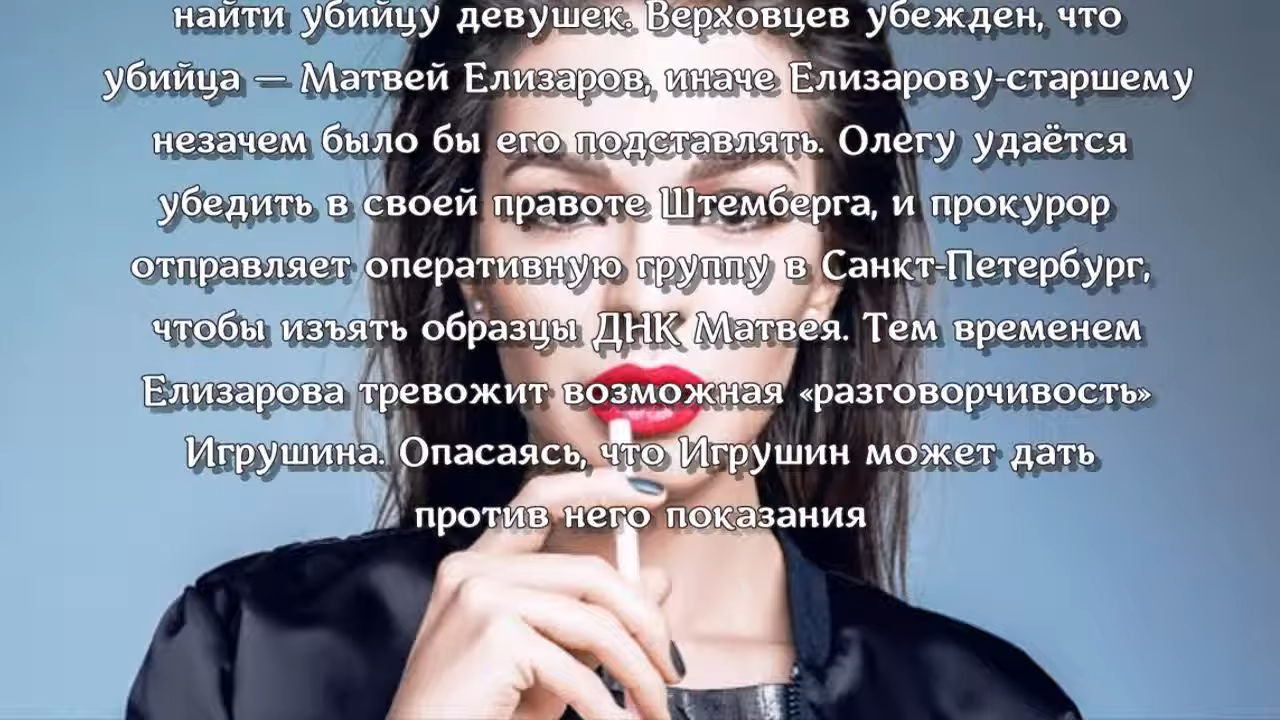 найти убийцу девушек. Верховцев убежден, что
убийца — Матвей Елизаров, иначе Елизарову-старшему
незачем было бы его подставлять. Олегу удаётся
убедить в своей правоте Штемберга, и прокурор
отправляет оперативную группу в Санкт-Петербург,
чтобы изъять образцы ДНК Матвея. Тем временем
Елизарова тревожит возможная «разговорчивость»
Игрушина. Опасаясь, что Игрушин может дать
против него показания